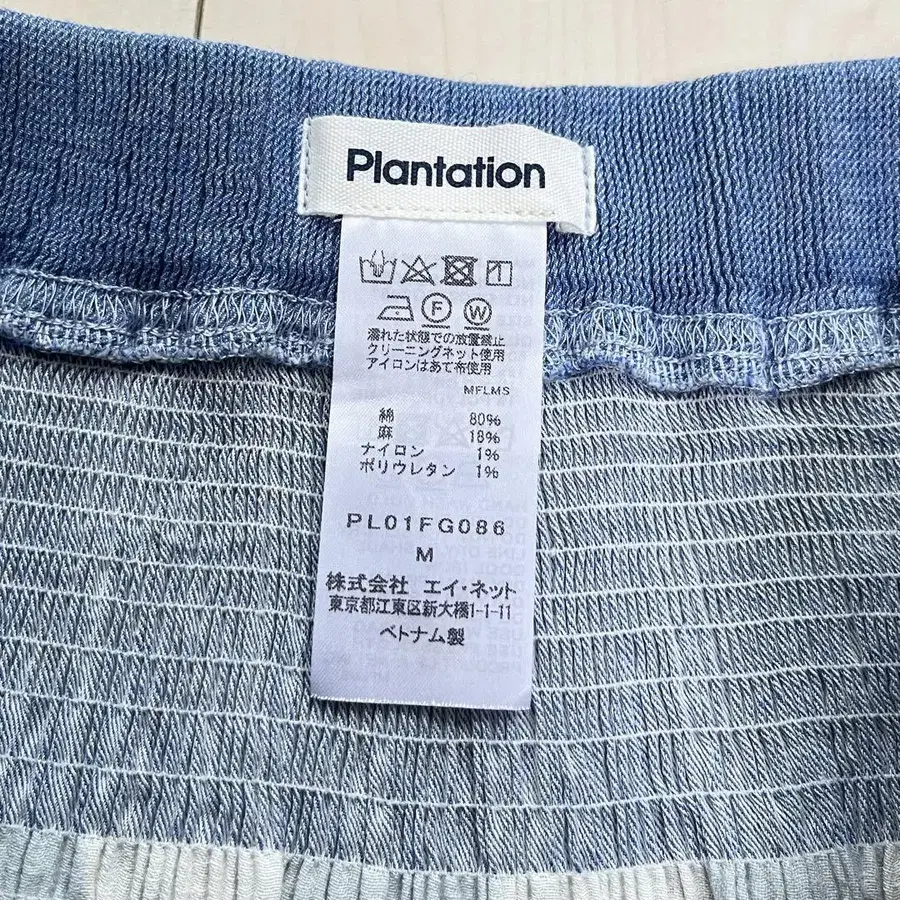 Plantation
F W
濡れた状態での放置禁止
クリーニングネット使用
アイロンはあて布使用
MFLMS
綿 80%
麻 18%
ナイロン 1%
ポリウレタン 1%
PL01FG086
M
株式会社 エイ・ネット
東京都江東区新大橋1-1-11
ベトナム製